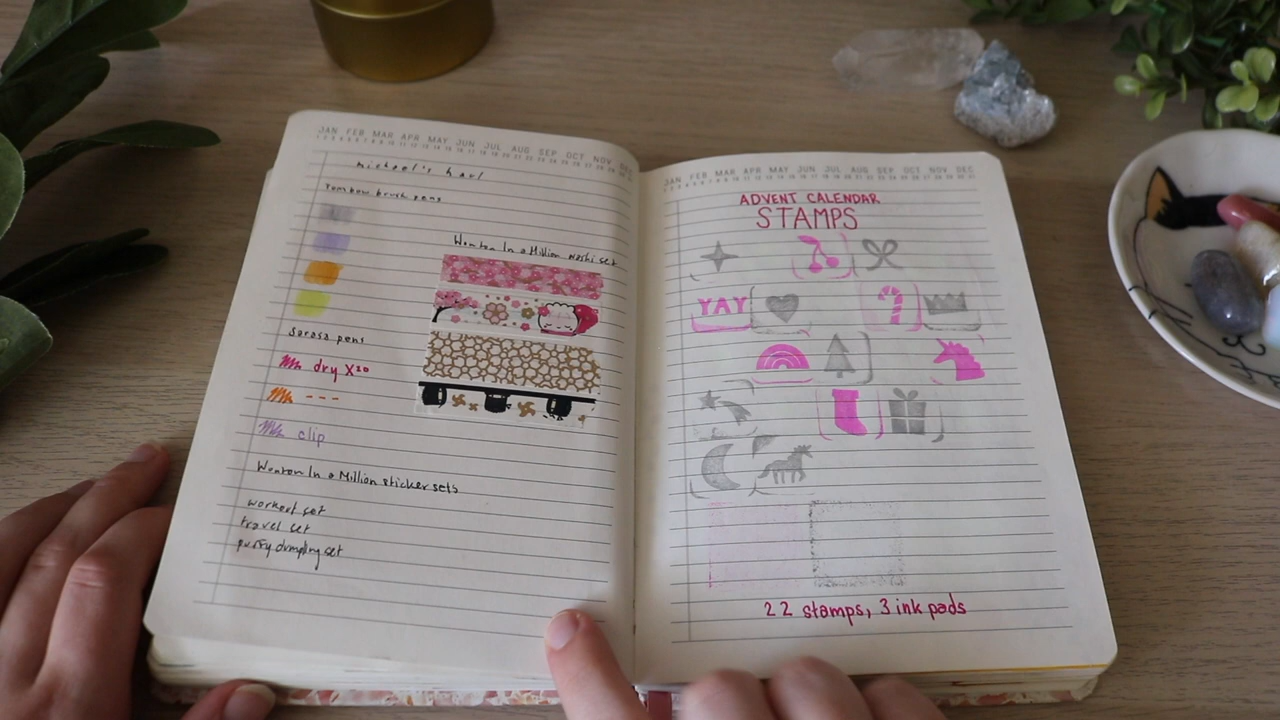 JAN FEB MAR APR MAY JUN JUL AUG SEP OCT NOV DEC
michael's haul
Tombow brush pens
Wonton In a Million washi set
Sarasa pens
dry x20
clip
Wonton In a Million sticker sets
workout set
travel set
puffy dumpling set
JAN FEB MAR APR MAY JUN JUL AUG SEP OCT NOV DEC
ADVENT CALENDAR
STAMPS
YAY
22 stamps, 3 ink pads